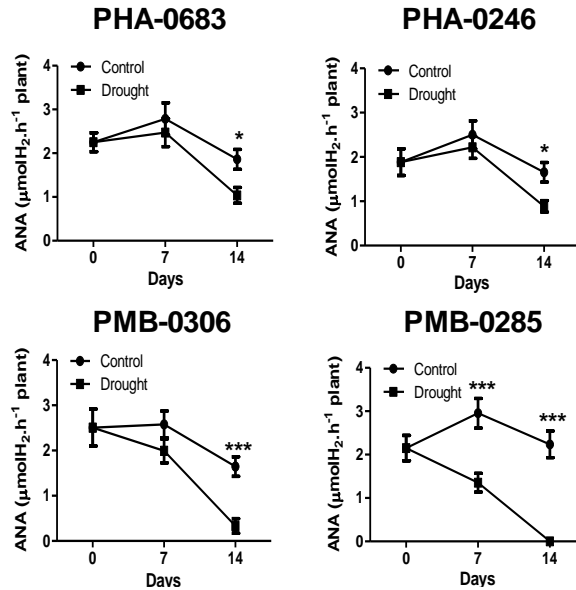 PHA-0683
PHA-0246
ANA (μmolH₂.h⁻¹ plant)
4
3
2
1
0
Control
Drought
*
0
7
14
Days
ANA (μmolH₂.h⁻¹ plant)
4
3
2
1
0
Control
Drought
*
0
7
14
Days
PMB-0306
PMB-0285
ANA (μmolH₂.h⁻¹ plant)
4
3
2
1
0
Control
Drought
***
0
7
14
Days
ANA (μmolH₂.h⁻¹ plant)
4
3
2
1
0
Control
Drought
***
***
0
7
14
Days